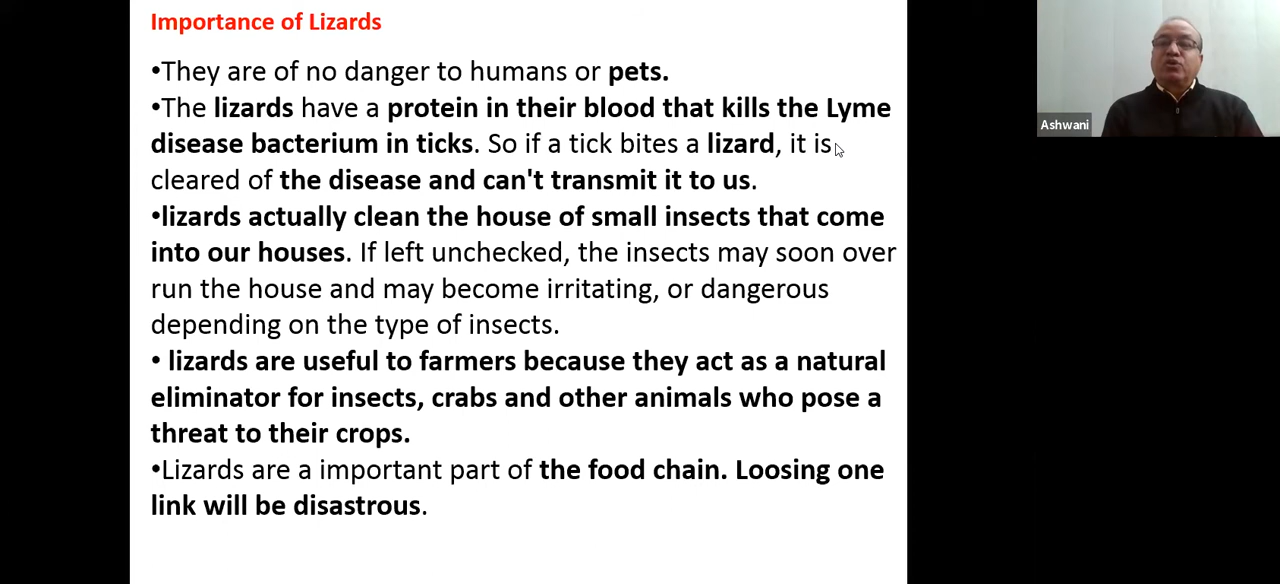 Importance of Lizards
•They are of no danger to humans or pets.
•The lizards have a protein in their blood that kills the Lyme
disease bacterium in ticks. So if a tick bites a lizard, it is
cleared of the disease and can't transmit it to us.
•lizards actually clean the house of small insects that come
into our houses. If left unchecked, the insects may soon over
run the house and may become irritating, or dangerous
depending on the type of insects.
• lizards are useful to farmers because they act as a natural
eliminator for insects, crabs and other animals who pose a
threat to their crops.
•Lizards are a important part of the food chain. Loosing one
link will be disastrous.
Ashwani